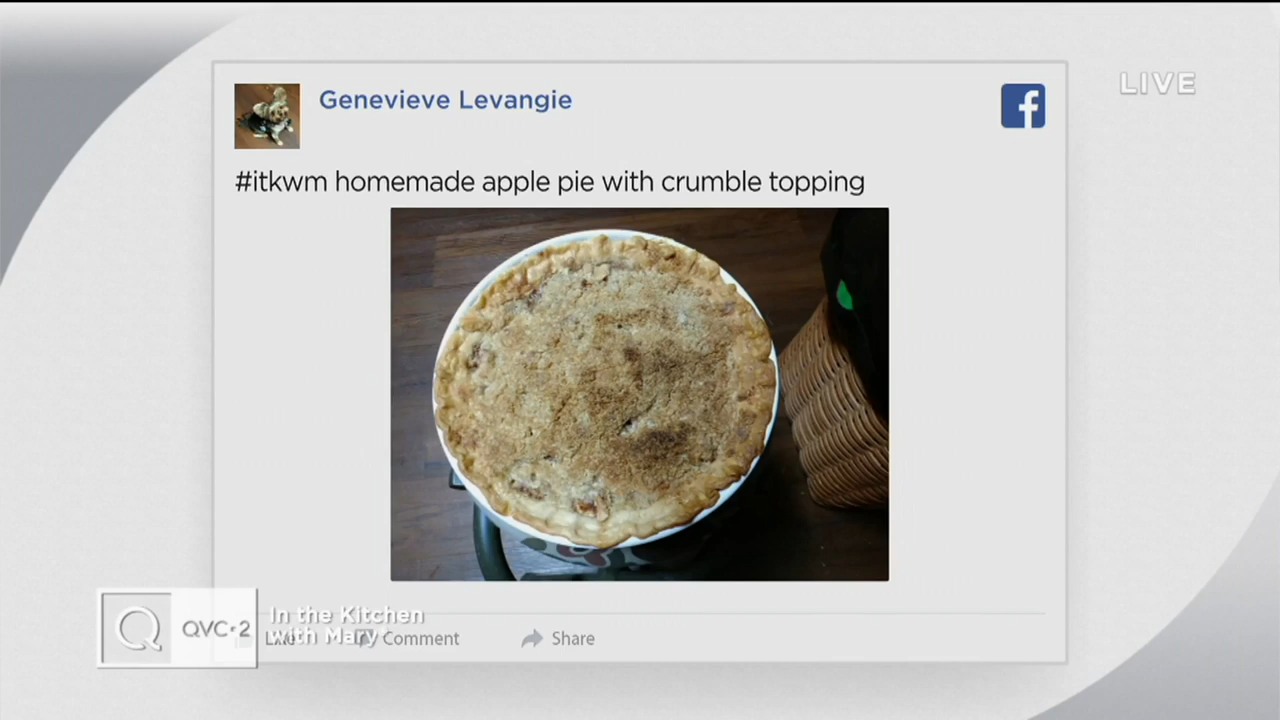 LIVE
Genevieve Levangie
#itkwm homemade apple pie with crumble topping
In the Kitchen
with Mary
QVC•2
Like
Comment
Share